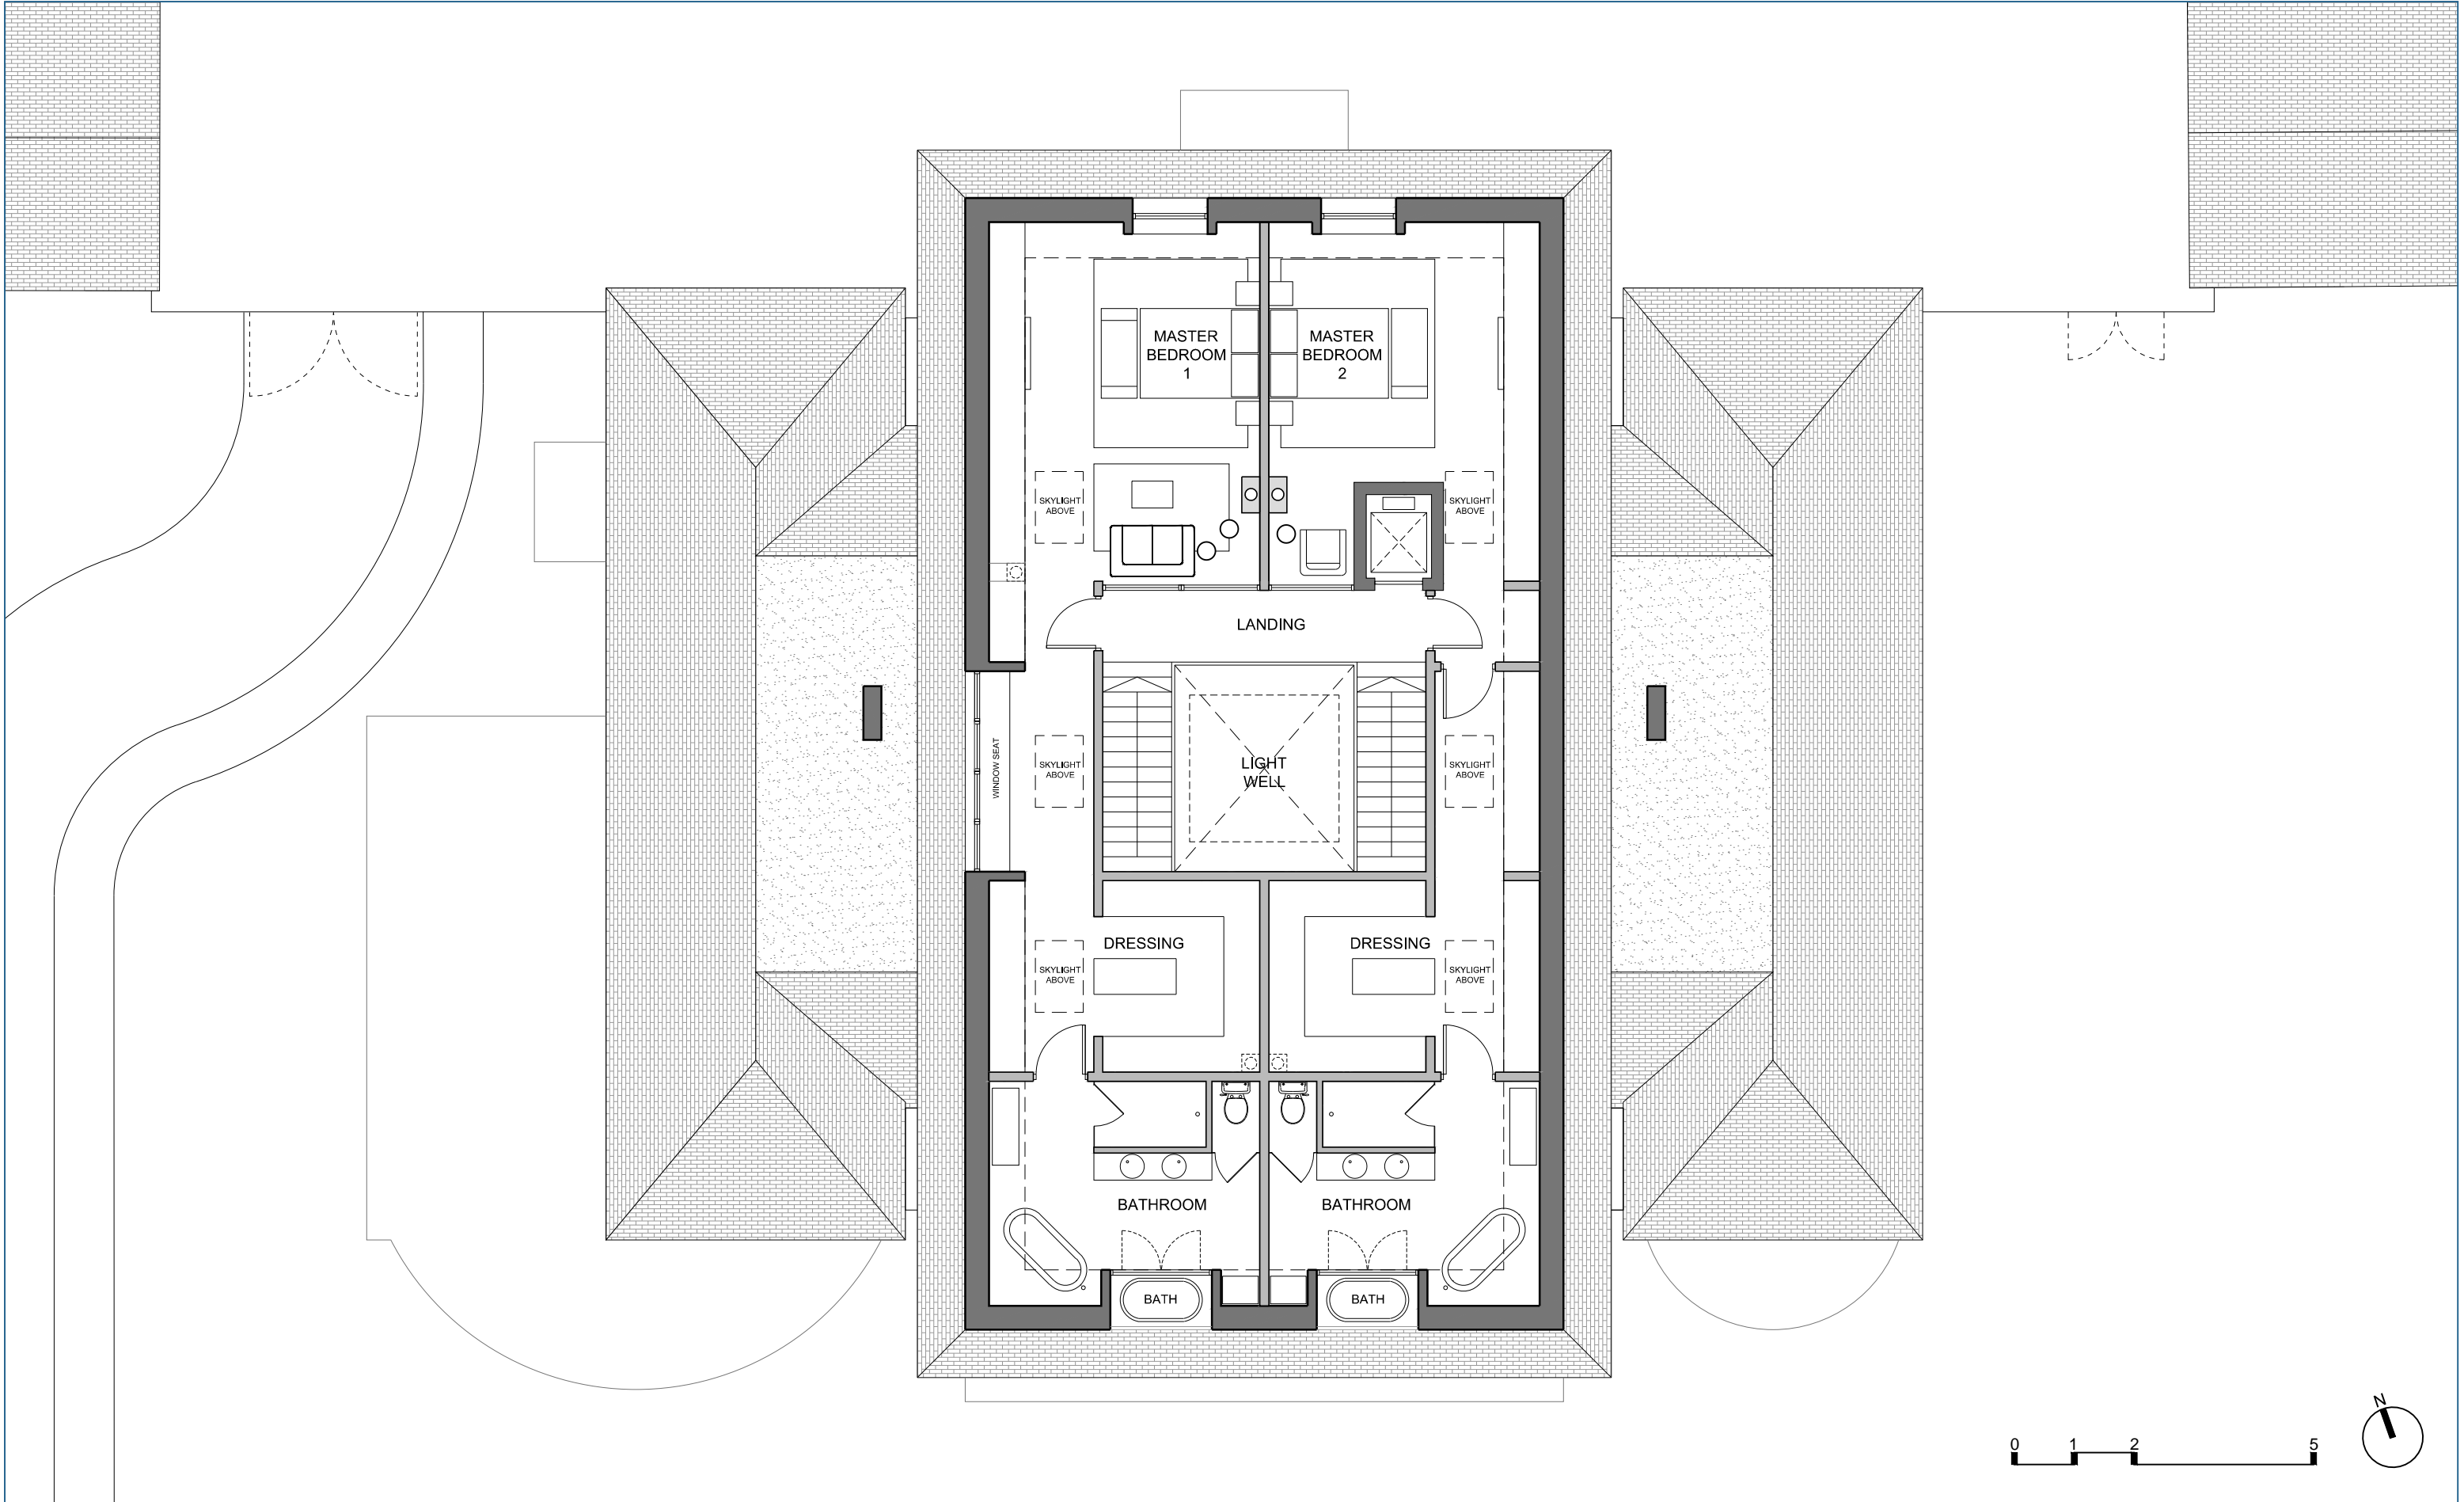 MASTER
BEDROOM
1
MASTER
BEDROOM
2
SKYLIGHT
ABOVE
SKYLIGHT
ABOVE
LANDING
WINDOW SEAT
SKYLIGHT
ABOVE
LIGHT
WELL
SKYLIGHT
ABOVE
DRESSING
DRESSING
SKYLIGHT
ABOVE
SKYLIGHT
ABOVE
BATHROOM
BATHROOM
BATH
BATH
N
0 1 2 5